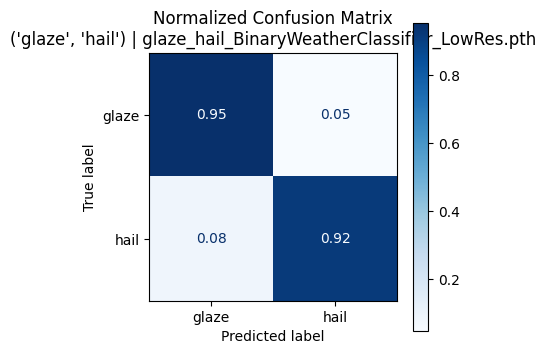 Normalized Confusion Matrix
('glaze', 'hail') | glaze_hail_BinaryWeatherClassifier_LowRes.pth
glaze
0.95
0.05
hail
0.08
0.92
glaze
hail
True label
Predicted label
0.8
0.6
0.4
0.2